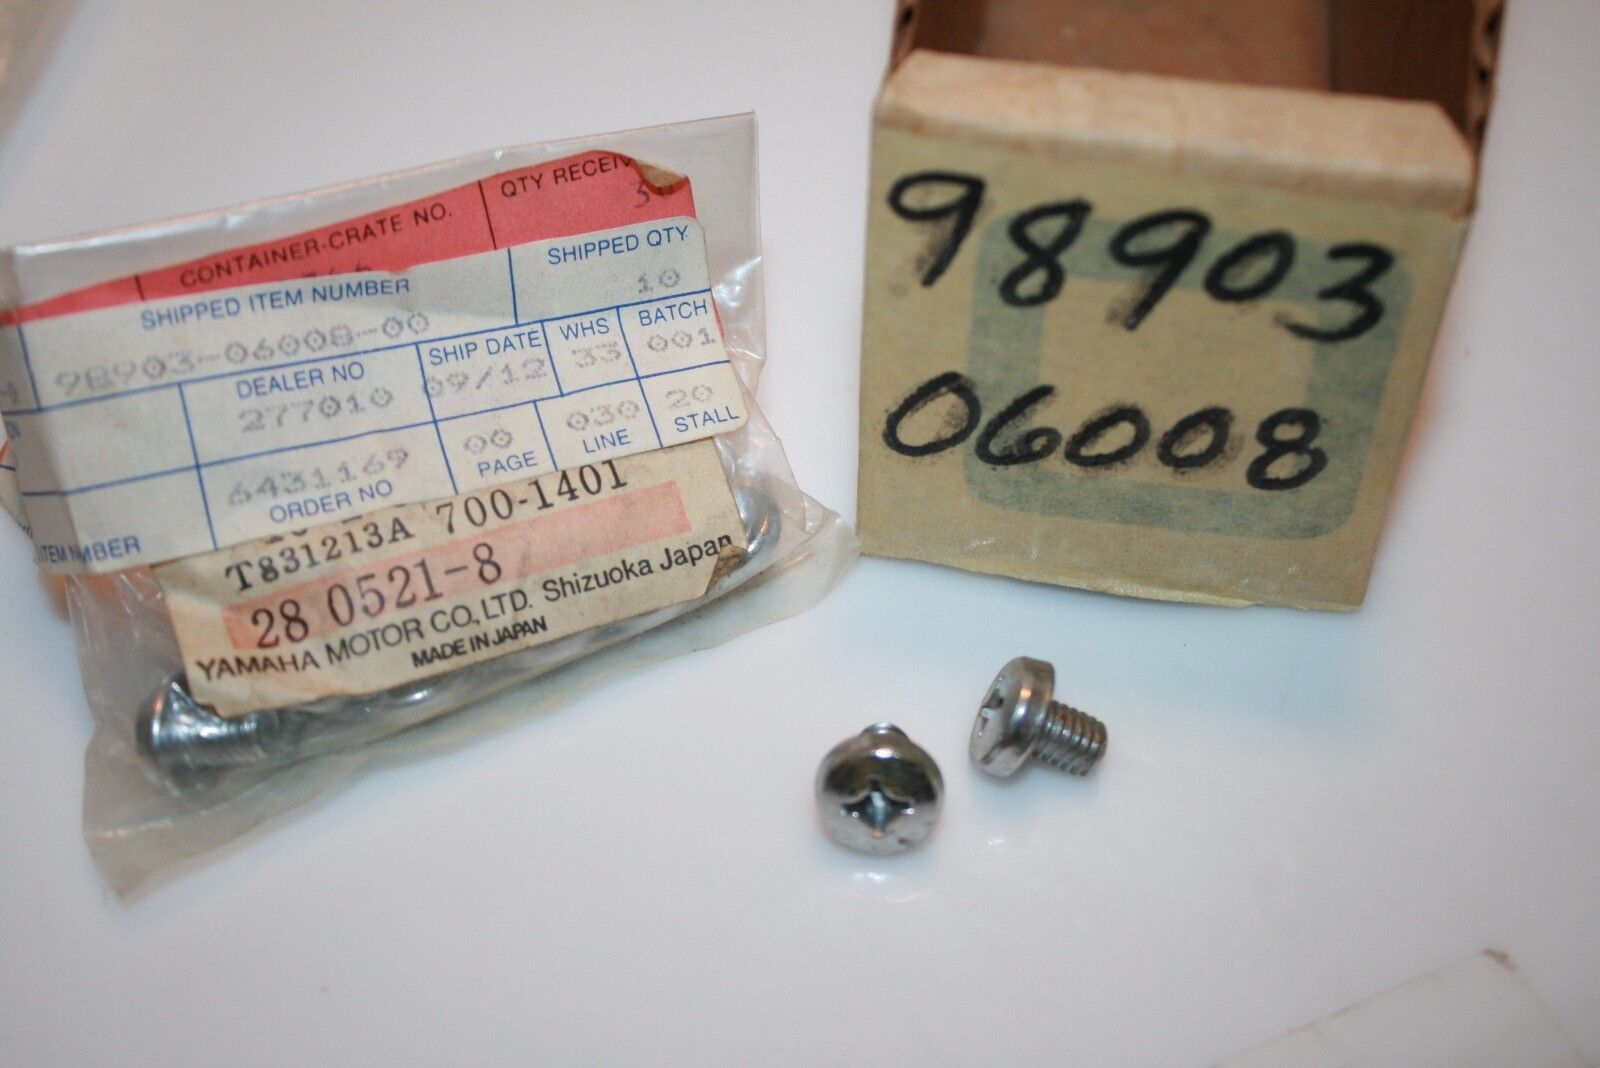 CONTAINER-CRATE NO.
SHIPPED ITEM NUMBER
SHIPPED QTY
10
98903-06008-00
DEALER NO
277010
SHIP DATE
09/12
WHS
33
BATCH
001
6431169
ORDER NO
00
PAGE
030
LINE
20
STALL
ITEM NUMBER
T831213A 700-1401
28 0521-8
YAMAHA MOTOR CO.,LTD. Shizuoka Japan
MADE IN JAPAN
98903
06008